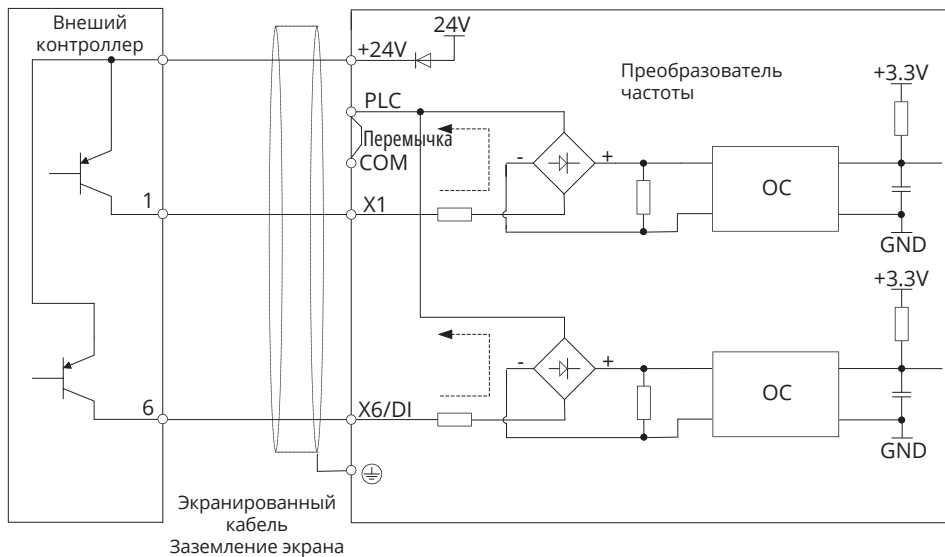 Внеший
контроллер
24V
+24V
Преобразователь
частоты
+3.3V
PLC
Перемычка
COM
-
+
OC
1
X1
GND
+3.3V
-
+
OC
6
X6/DI
GND
Экранированный
кабель
Заземление экрана